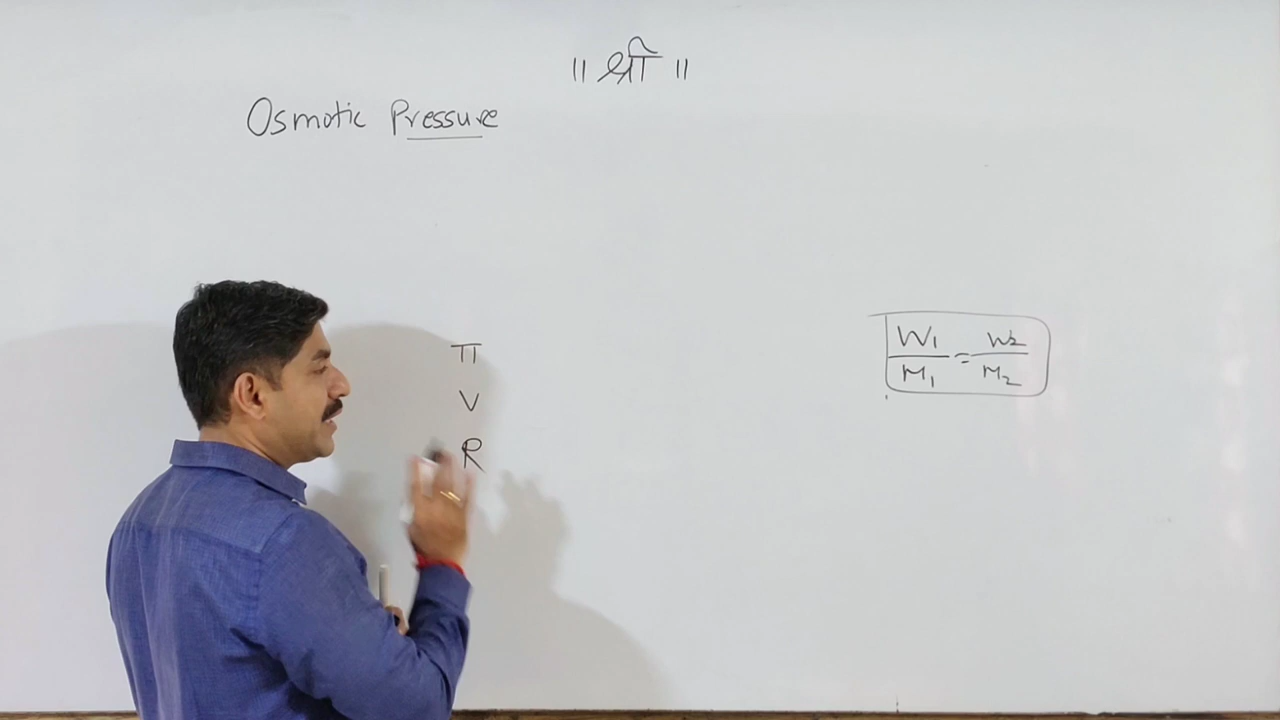 ॥ श्री ॥
Osmotic Pressure
π
V
R
W₁/M₁ = W₂/M₂